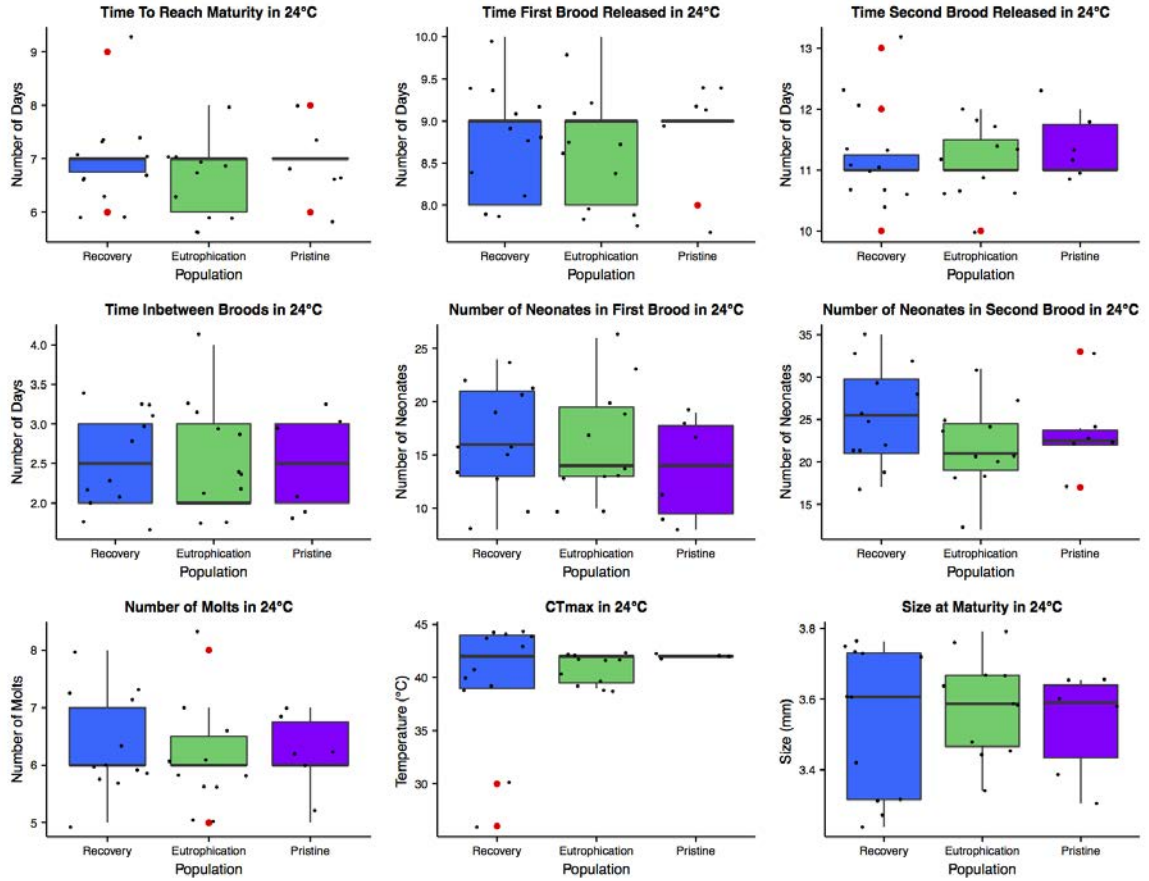 Time To Reach Maturity in 24°C
Number of Days
9
8
7
6
Recovery Eutrophication Pristine
Population
Time First Brood Released in 24°C
Number of Days
10.0
9.5
9.0
8.5
8.0
Recovery Eutrophication Pristine
Population
Time Second Brood Released in 24°C
Number of Days
13
12
11
10
Recovery Eutrophication Pristine
Population
Time Inbetween Broods in 24°C
Number of Days
4.0
3.5
3.0
2.5
2.0
Recovery Eutrophication Pristine
Population
Number of Neonates in First Brood in 24°C
Number of Neonates
25
20
15
10
Recovery Eutrophication Pristine
Population
Number of Neonates in Second Brood in 24°C
Number of Neonates
35
30
25
20
15
Recovery Eutrophication Pristine
Population
Number of Molts in 24°C
Number of Molts
8
7
6
5
Recovery Eutrophication Pristine
Population
CTmax in 24°C
Temperature (°C)
45
40
35
30
Recovery Eutrophication Pristine
Population
Size at Maturity in 24°C
Size (mm)
3.8
3.6
3.4
Recovery Eutrophication Pristine
Population